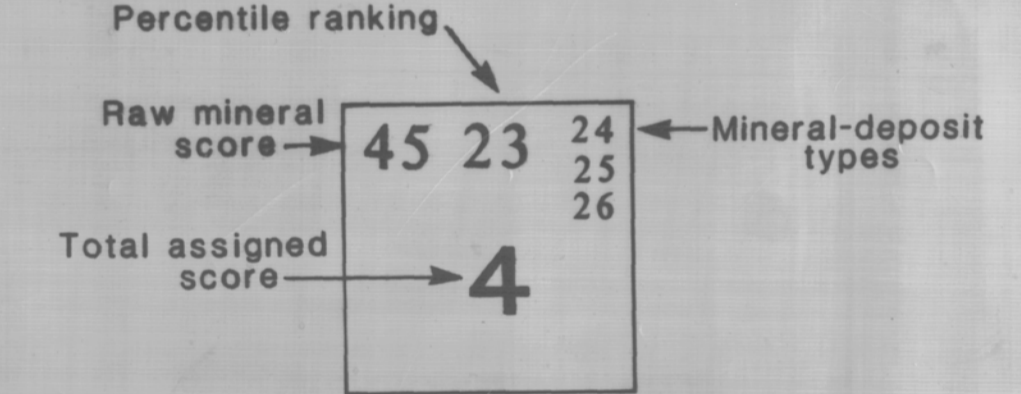 Percentile ranking
Raw mineral
score
45 23 24
25
26
Mineral-deposit
types
Total assigned
score
4